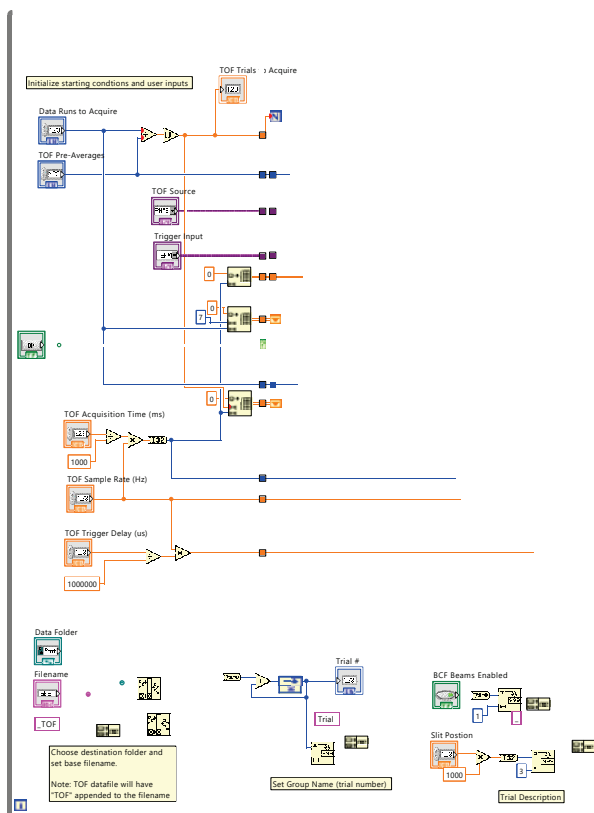 TOF Trials to Acquire
Initialize starting condtions and user inputs
Data Runs to Acquire
TOF Pre-Averages
TOF Source
Trigger Input
0
0
7
0
TOF Acquisition Time (ms)
1000
TOF Sample Rate (Hz)
TOF Trigger Delay (us)
1000000
Data Folder
Filename
_TOF
Choose destination folder and
set base filename.
Note: TOF datafile will have
"TOF" appended to the filename
Trial #
Trial
Set Group Name (trial number)
BCF Beams Enabled
1
_
Slit Postion
1000
3
Trial Description